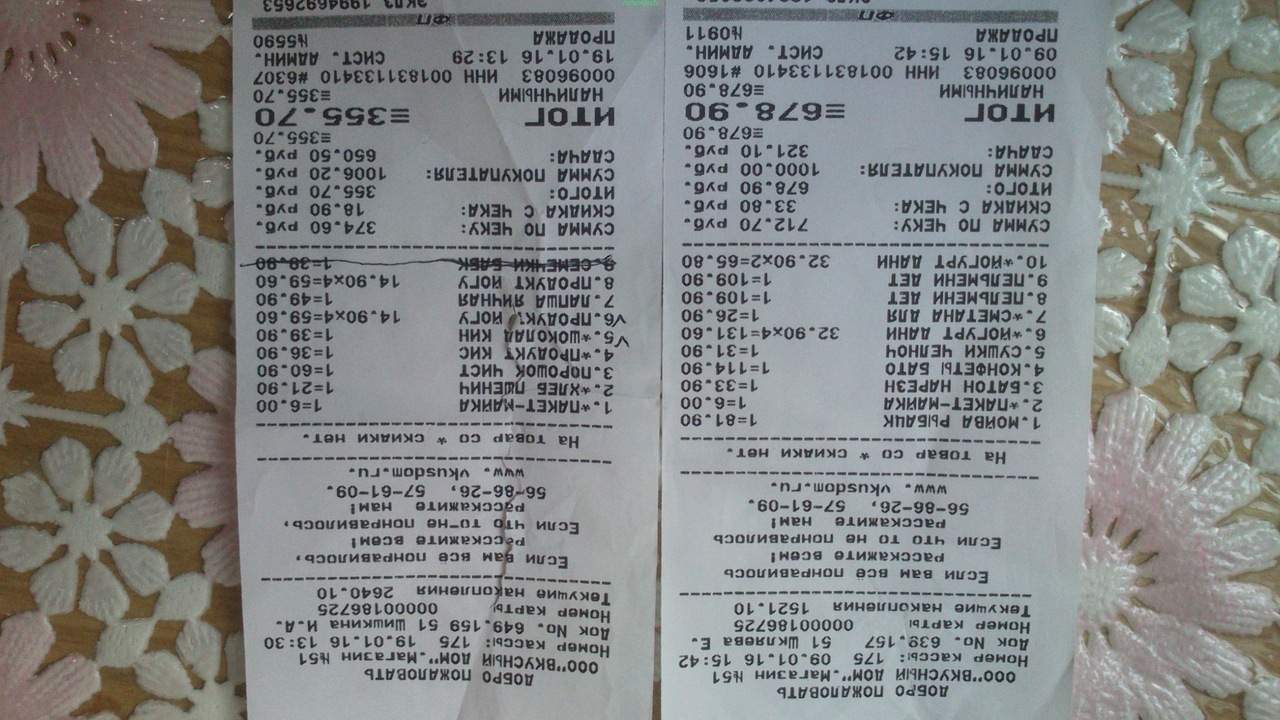 ДОБРО ПОЖАЛОВАТЬ
ООО"ВКУСНЫЙ ДОМ".Магазин №51
Номер кассы: 175 09.01.16 15:42
Док No. 639.157 51 Шкляева Е.
Номер карты 00000186725
Текущие накопления 1521.10
Если вам всё понравилось
расскажите всем!
Если что то не понравилось,
расскажите нам!
56-86-26, 57-61-09.
www. vkusdom.ru.
На товар со * скидки нет.
1.МОЙВА РЫБАЦК 1=81.90
2.*ПАКЕТ-МАЙКА 1=6.00
3.БАТОН НАРЕЗН 1=33.90
4.КОНФЕТЫ БАТО 1=114.90
5.СУШКИ ЧЕЛНОЧ 1=31.90
6.*ЙОГУРТ ДАНИ 32.90x4=131.60
7.*СМЕТАНА ДЛЯ 1=26.90
8.ПЕЛЬМЕНИ ДЕТ 1=109.90
9.ПЕЛЬМЕНИ ДЕТ 1=109.90
10.*ЙОГУРТ ДАНИ 32.90x2=65.80
СУММА ПО ЧЕКУ: 712.70 руб.
СКИДКА С ЧЕКА: 33.80 руб.
ИТОГО: 678.90 руб.
СУММА ПОКУПАТЕЛЯ: 1000.00 руб.
СДАЧА: 321.10 руб.
≡678.90
ИТОГ ≡678.90
НАЛИЧНЫМИ ≡678.90
000096083 ИНН 001831133410 #1606
09.01.16 15:42 СИСТ. АДМИН.
ПРОДАЖА №0911
ФП
ДОБРО ПОЖАЛОВАТЬ
ООО"ВКУСНЫЙ ДОМ".Магазин №51
Номер кассы: 175 19.01.16 13:30
Док No. 649.159 51 Шишкина И.А
Номер карты 00000186725
Текущие накопления 2640.10
Если вам всё понравилось,
расскажите всем!
Если что то-не понравилось,
расскажите нам!
56-86-26, 57-61-09.
www. vkusdom.ru.
На товар со * скидки нет.
1.*ПАКЕТ-МАЙКА 1=6.00
2.*ХЛЕБ ПШЕНИЧ 1=21.90
3.ПОРОШОК ЧИСТ 1=60.90
4.*ПРОДУКТ КИС 1=36.90
5.*ШОКОЛАД КИН 1=39.90
6.ПРОДУКТ ЙОГУ 14.90x4=59.60
7.ЛАПША ЯИЧНАЯ 1=49.90
8.ПРОДУКТ ЙОГУ 14.90x4=59.60
9.СЕМЕЧКИ БАБК 1=39.90
СУММА ПО ЧЕКУ: 374.60 руб.
СКИДКА С ЧЕКА: 18.90 руб.
ИТОГО: 355.70 руб.
СУММА ПОКУПАТЕЛЯ: 1006.20 руб.
СДАЧА: 650.50 руб.
≡355.70
ИТОГ ≡355.70
НАЛИЧНЫМИ ≡355.70
000096083 ИНН 001831133410 #6307
19.01.16 13:29 СИСТ. АДМИН.
ПРОДАЖА №5590
ФП
ЭКЛЗ 1994692653